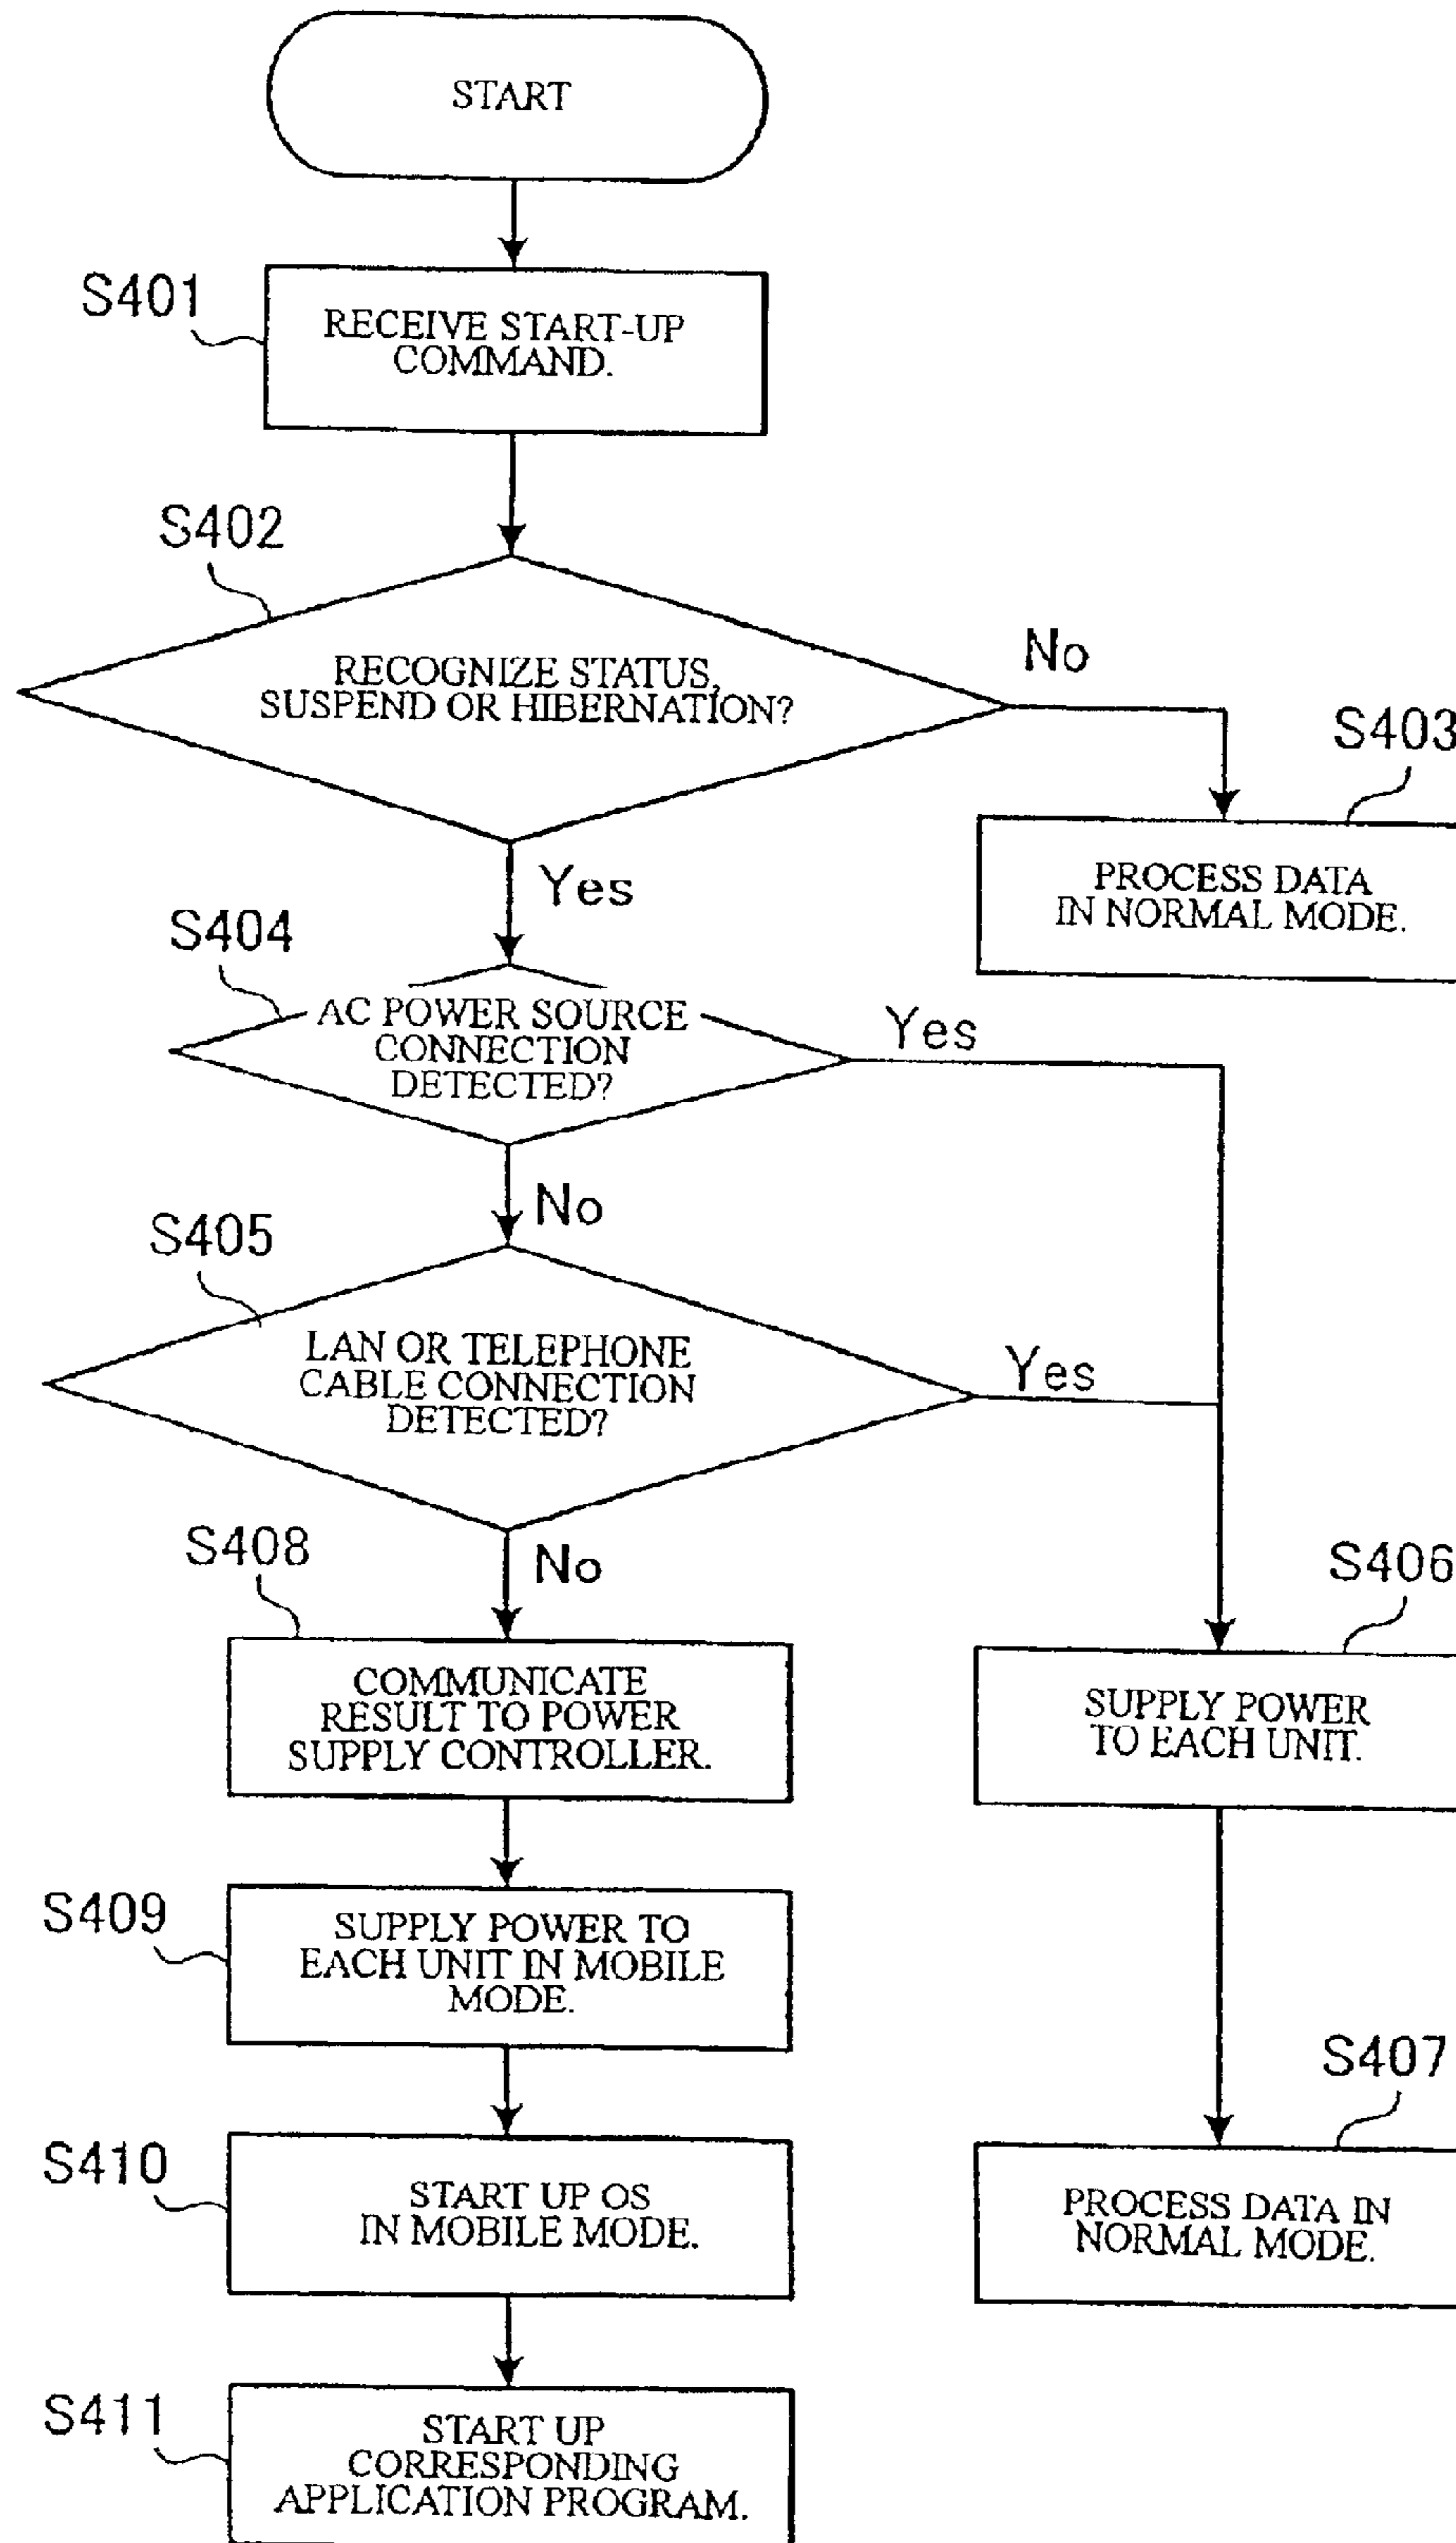 START
S401
RECEIVE START-UP
COMMAND.
S402
RECOGNIZE STATUS,
SUSPEND OR HIBERNATION?
No
S403
PROCESS DATA
IN NORMAL MODE.
Yes
S404
AC POWER SOURCE
CONNECTION
DETECTED?
Yes
No
S405
LAN OR TELEPHONE
CABLE CONNECTION
DETECTED?
Yes
No
S406
SUPPLY POWER
TO EACH UNIT.
S407
PROCESS DATA IN
NORMAL MODE.
S408
COMMUNICATE
RESULT TO POWER
SUPPLY CONTROLLER.
S409
SUPPLY POWER TO
EACH UNIT IN MOBILE
MODE.
S410
START UP OS
IN MOBILE MODE.
S411
START UP
CORRESPONDING
APPLICATION PROGRAM.